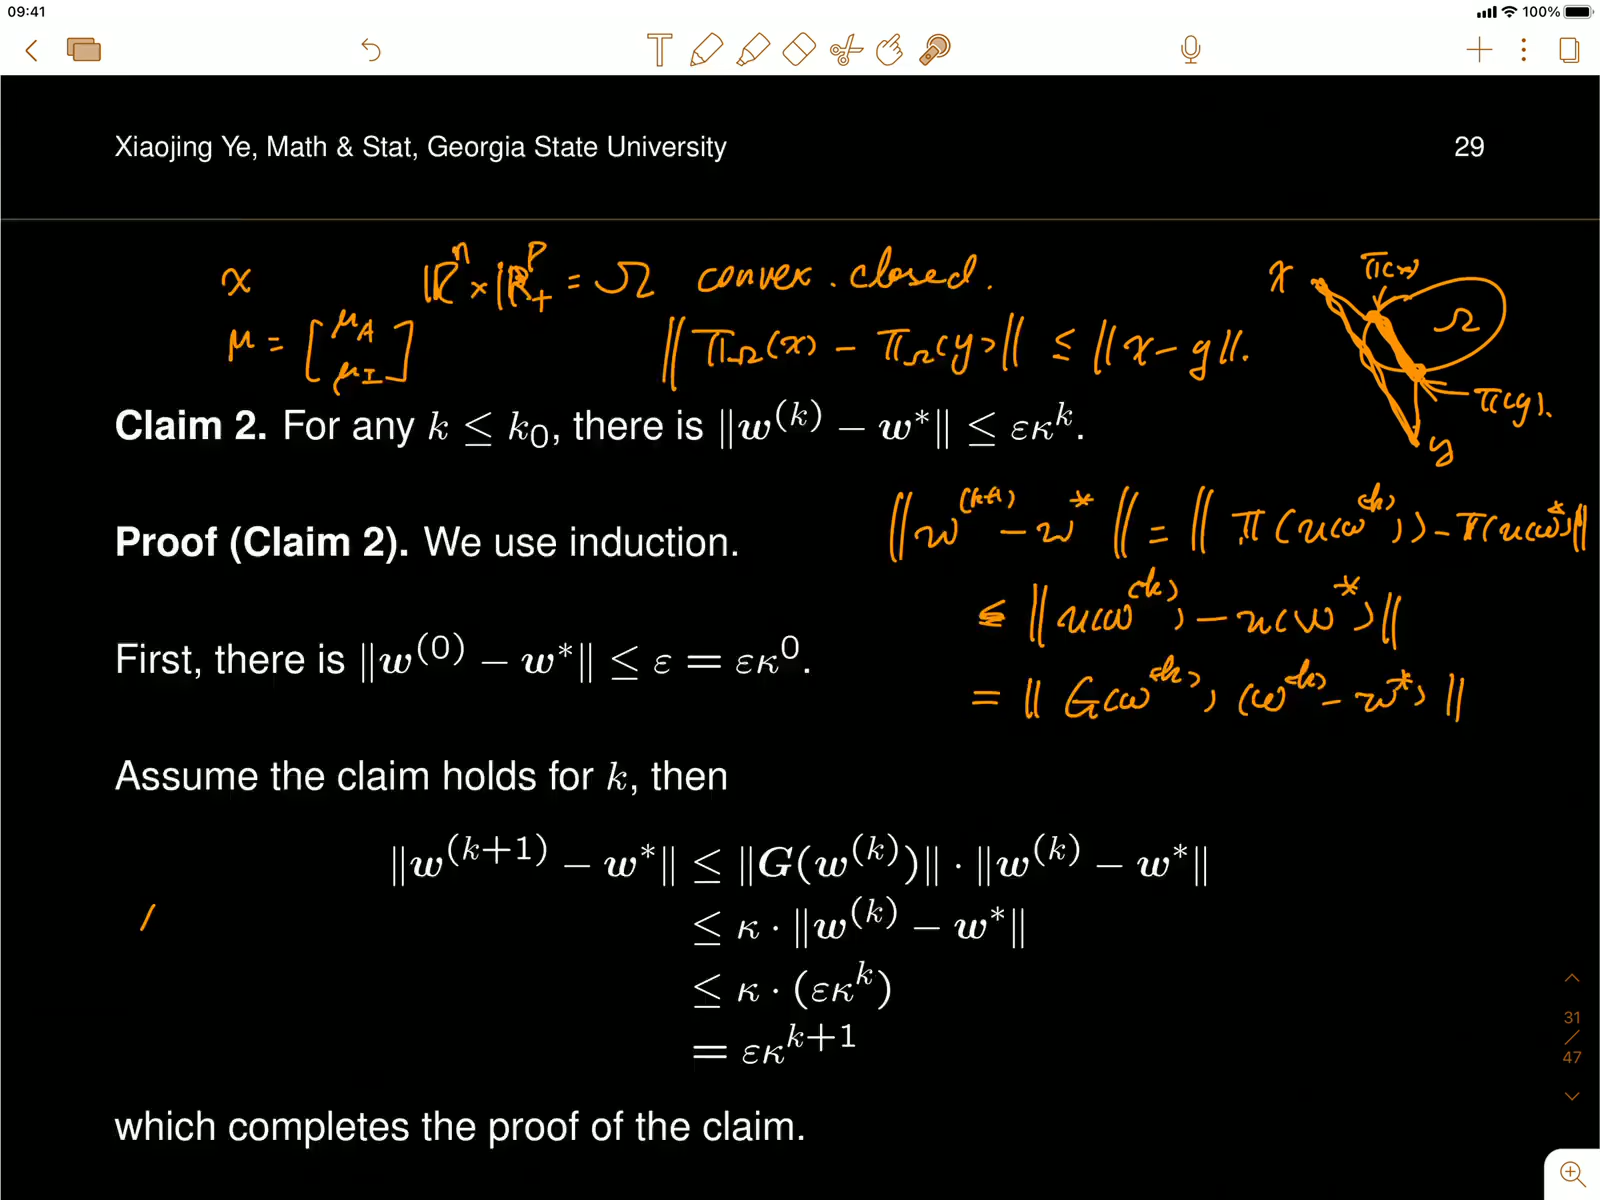 09:41 100%
Xiaojing Ye, Math & Stat, Georgia State University 29
x ℝⁿ × ℝ₊ᵖ = Ω convex. closed.
x π(x) Ω
μ = [μ_A μ_I] ‖π_Ω(x) − π_Ω(y)‖ ≤ ‖x − y‖.
π(y).
y
Claim 2. For any k ≤ k₀, there is ‖w^(k) − w*‖ ≤ εκ^k.
‖w^(k+1) − w*‖ = ‖π(u(w^(k))) − π(u(w*))‖
Proof (Claim 2). We use induction.
≤ ‖u(w^(k)) − u(w*)‖
First, there is ‖w^(0) − w*‖ ≤ ε = εκ^0.
= ‖G(w^(k)) (w^(k) − w*)‖
Assume the claim holds for k, then
‖w^(k+1) − w*‖ ≤ ‖G(w^(k))‖ · ‖w^(k) − w*‖
≤ κ · ‖w^(k) − w*‖
≤ κ · (εκ^k)
= εκ^(k+1)
which completes the proof of the claim.
31
/
47